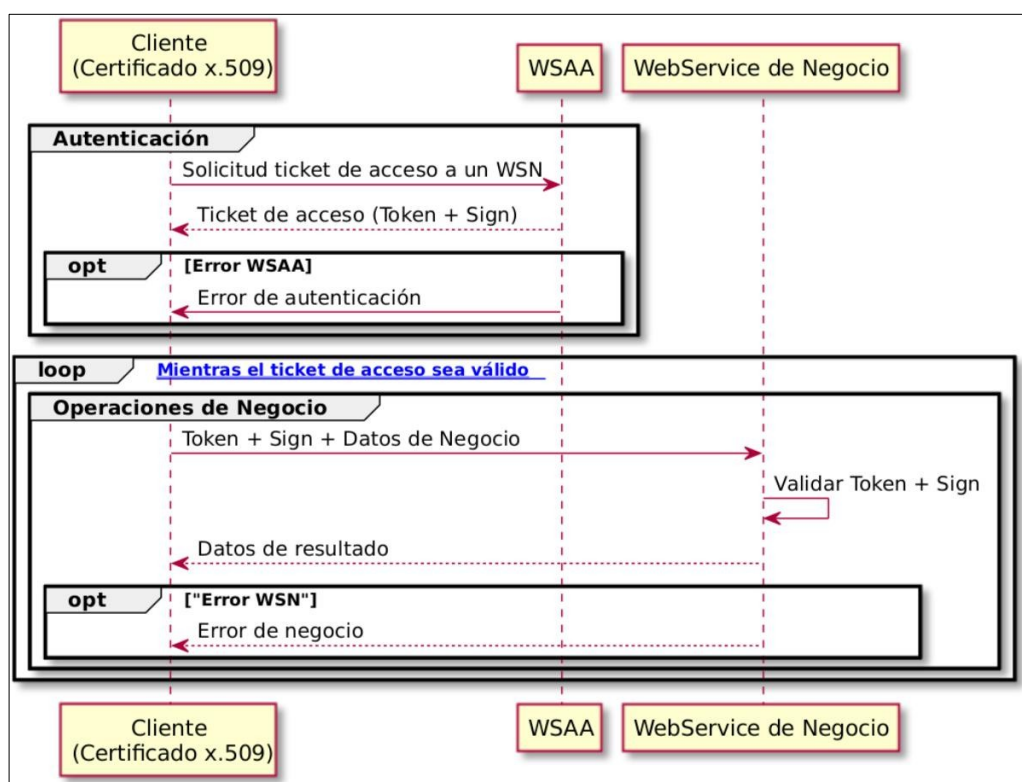 Cliente
(Certificado x.509)
WSAA
WebService de Negocio
Autenticación
Solicitud ticket de acceso a un WSN
Ticket de acceso (Token + Sign)
opt [Error WSAA]
Error de autenticación
loop Mientras el ticket de acceso sea válido
Operaciones de Negocio
Token + Sign + Datos de Negocio
Validar Token + Sign
Datos de resultado
opt ["Error WSN"]
Error de negocio
Cliente
(Certificado x.509)
WSAA
WebService de Negocio